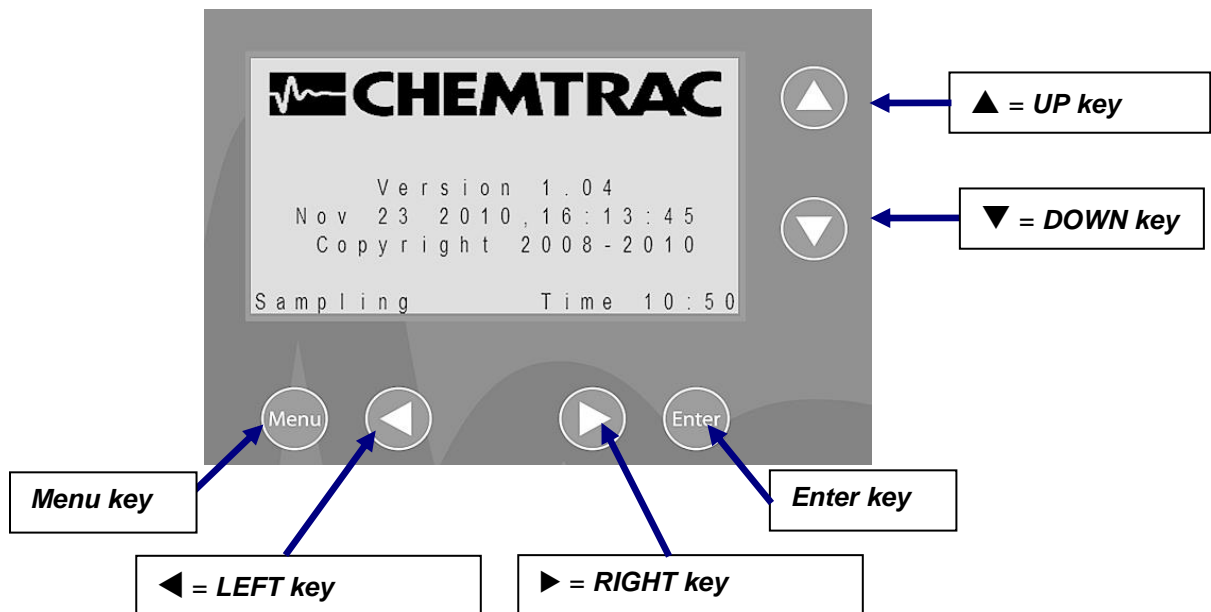 CHEMTRAC
Version 1.04
Nov 23 2010,16:13:45
Copyright 2008-2010
Sampling Time 10:50
▲ = UP key
▼ = DOWN key
Menu
Enter
Menu key
Enter key
◀ = LEFT key
▶ = RIGHT key